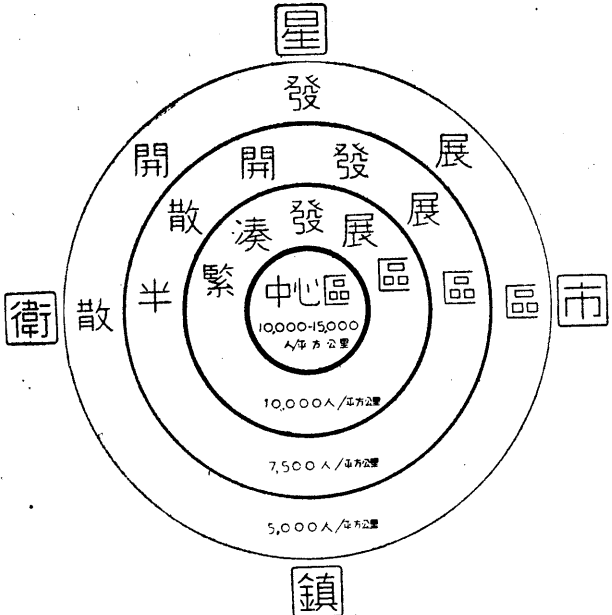 衛星市鎮
散開發展區
半散開發展區
緊湊發展區
中心區
10,000-15,000
人/平方公里
10,000人/平方公里
7,500人/平方公里
5,000人/平方公里